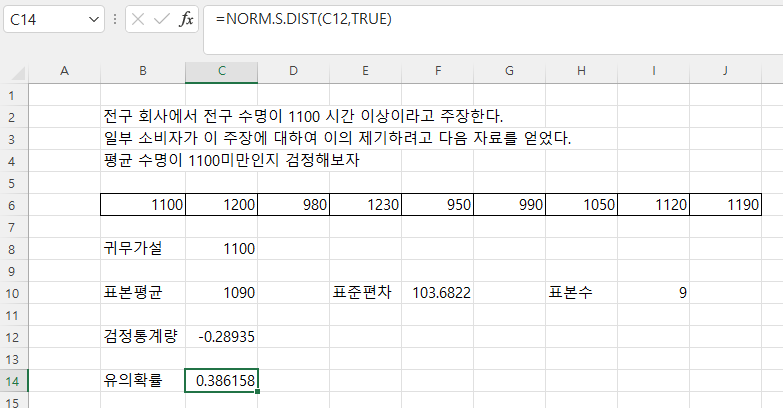 C14 fx =NORM.S.DIST(C12,TRUE)
A B C D E F G H I J
1
2 전구 회사에서 전구 수명이 1100 시간 이상이라고 주장한다.
3 일부 소비자가 이 주장에 대하여 이의 제기하려고 다음 자료를 얻었다.
4 평균 수명이 1100미만인지 검정해보자
5
6 1100 1200 980 1230 950 990 1050 1120 1190
7
8 귀무가설 1100
9
10 표본평균 1090 표준편차 103.6822 표본수 9
11
12 검정통계량 -0.28935
13
14 유의확률 0.386158
15